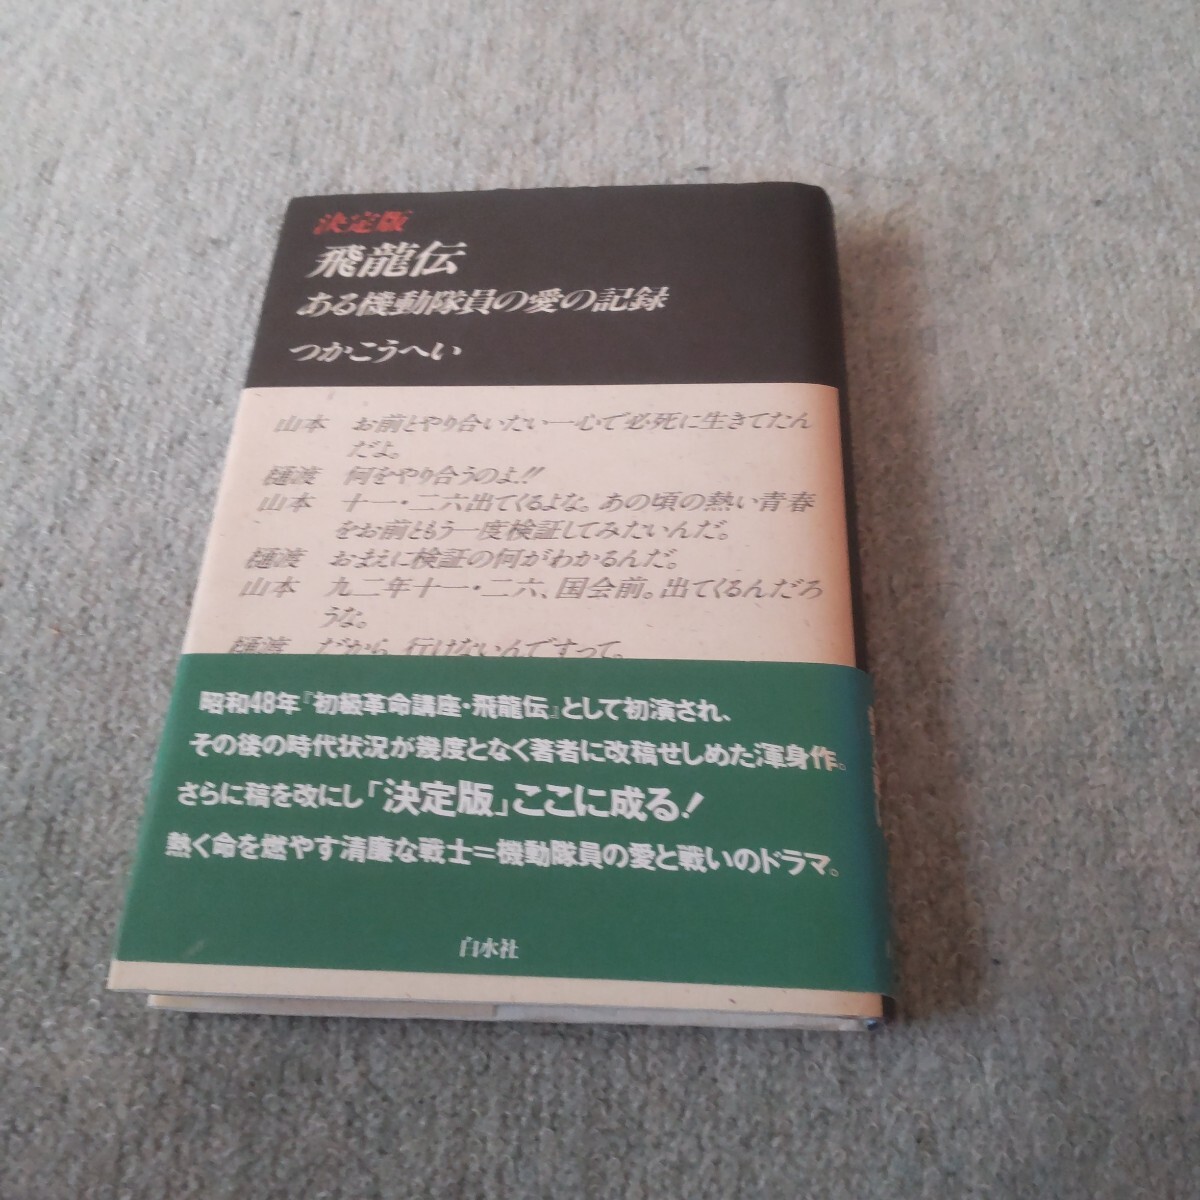 決定版
飛龍伝
ある機動隊員の愛の記録
つかこうへい
山本 お前とやり合いたい一心で必死に生きてたん
だよ。
樋渡 何をやり合うのよ!!
山本 十一・二六出てくるよな。あの頃の熱い青春
をお前ともう一度検証してみたいんだ。
樋渡 おまえに検証の何がわかるんだ。
山本 九二年十一・二六、国会前。出てくるんだろ
うな。
樋渡 だから、行けないんですって。
昭和48年『初級革命講座・飛龍伝』として初演され、
その後の時代状況が幾度となく著者に改稿せしめた渾身作。
さらに稿を改にし「決定版」ここに成る!
熱く命を燃やす清廉な戦士=機動隊員の愛と戦いのドラマ。
白水社